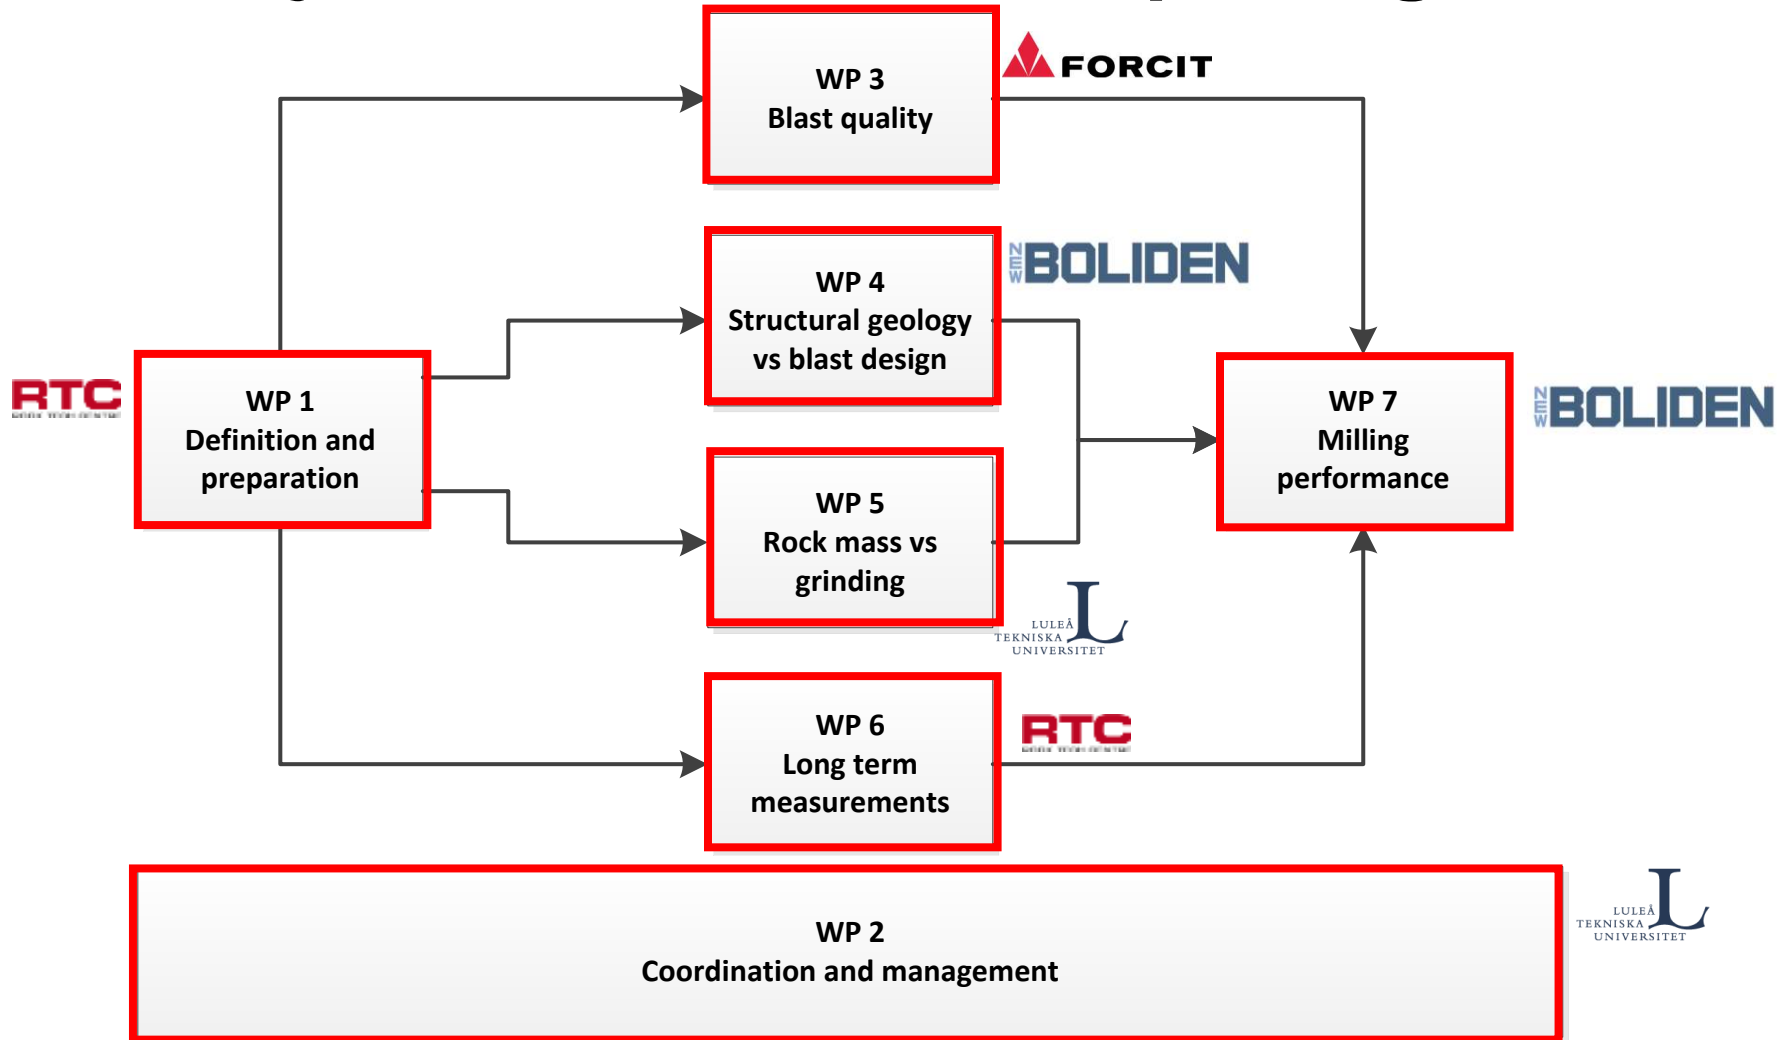 WP 3
Blast quality
FORCIT
WP 4
Structural geology
vs blast design
NEW
BOLIDEN
RTC
WP 1
Definition and
preparation
WP 7
Milling
performance
NEW
BOLIDEN
WP 5
Rock mass vs
grinding
LULEÅ
TEKNISKA
UNIVERSITET
L
WP 6
Long term
measurements
RTC
WP 2
Coordination and management
LULEÅ
TEKNISKA
UNIVERSITET
L